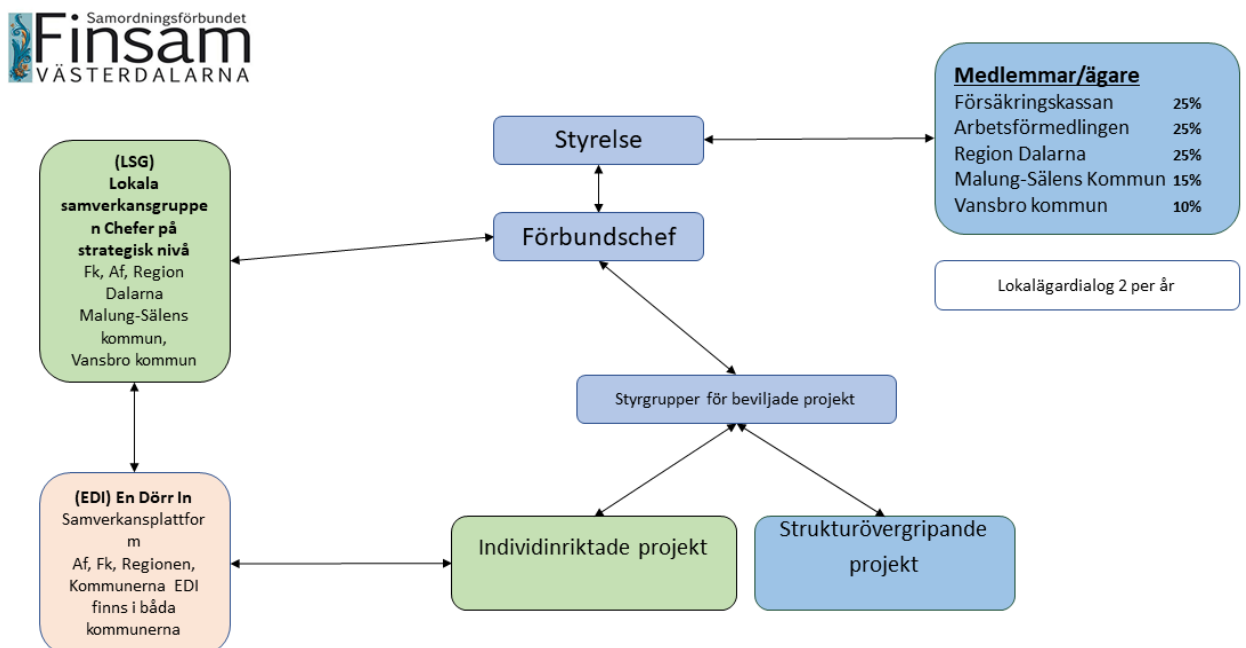 Samordningsförbundet
Finsam
VÄSTERDALARNA
Medlemmar/ägare
Försäkringskassan 25%
Arbetsförmedlingen 25%
Region Dalarna 25%
Malung-Sälens Kommun 15%
Vansbro kommun 10%
Styrelse
(LSG)
Lokala
samverkansgruppe
n Chefer på
strategisk nivå
Fk, Af, Region
Dalarna
Malung-Sälens
kommun,
Vansbro kommun
Förbundschef
Lokalägardialog 2 per år
Styrgrupper för beviljade projekt
(EDI) En Dörr In
Samverkansplattfor
m
Af, Fk, Regionen,
Kommunerna EDI
finns i båda
kommunerna
Individinriktade projekt
Strukturövergripande
projekt